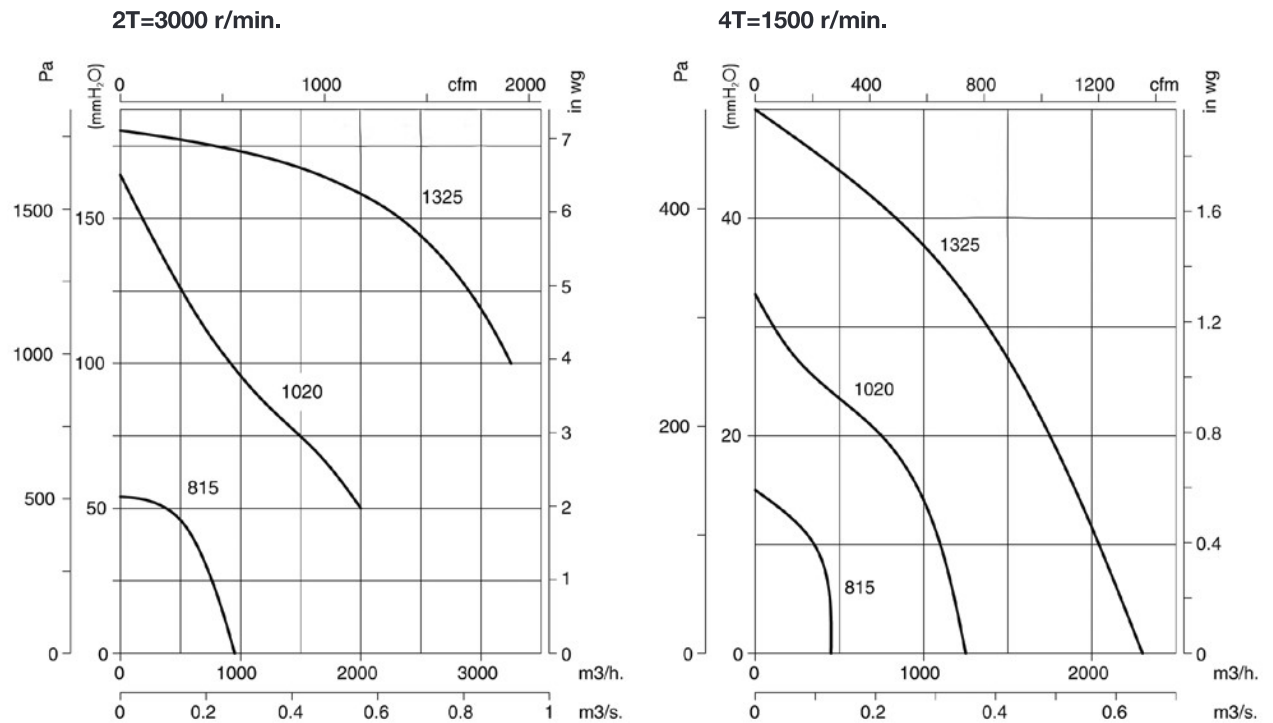 2T=3000 r/min.
Pa
(mmH₂O)
0 1000 cfm 2000
in wg
7
1325
1500 150 6
5
1000 100 4
1020
3
815
500 50 2
25 1
0 0 0
0 1000 2000 3000 m3/h.
0 0.2 0.4 0.6 0.8 1 m3/s.
4T=1500 r/min.
Pa
(mmH₂O)
0 400 800 1200 cfm
in wg
400 40 1.6
1325
1.2
1020
200 20 0.8
0.4
815
0 0 0
0 1000 2000 m3/h.
0 0.2 0.4 0.6 m3/s.